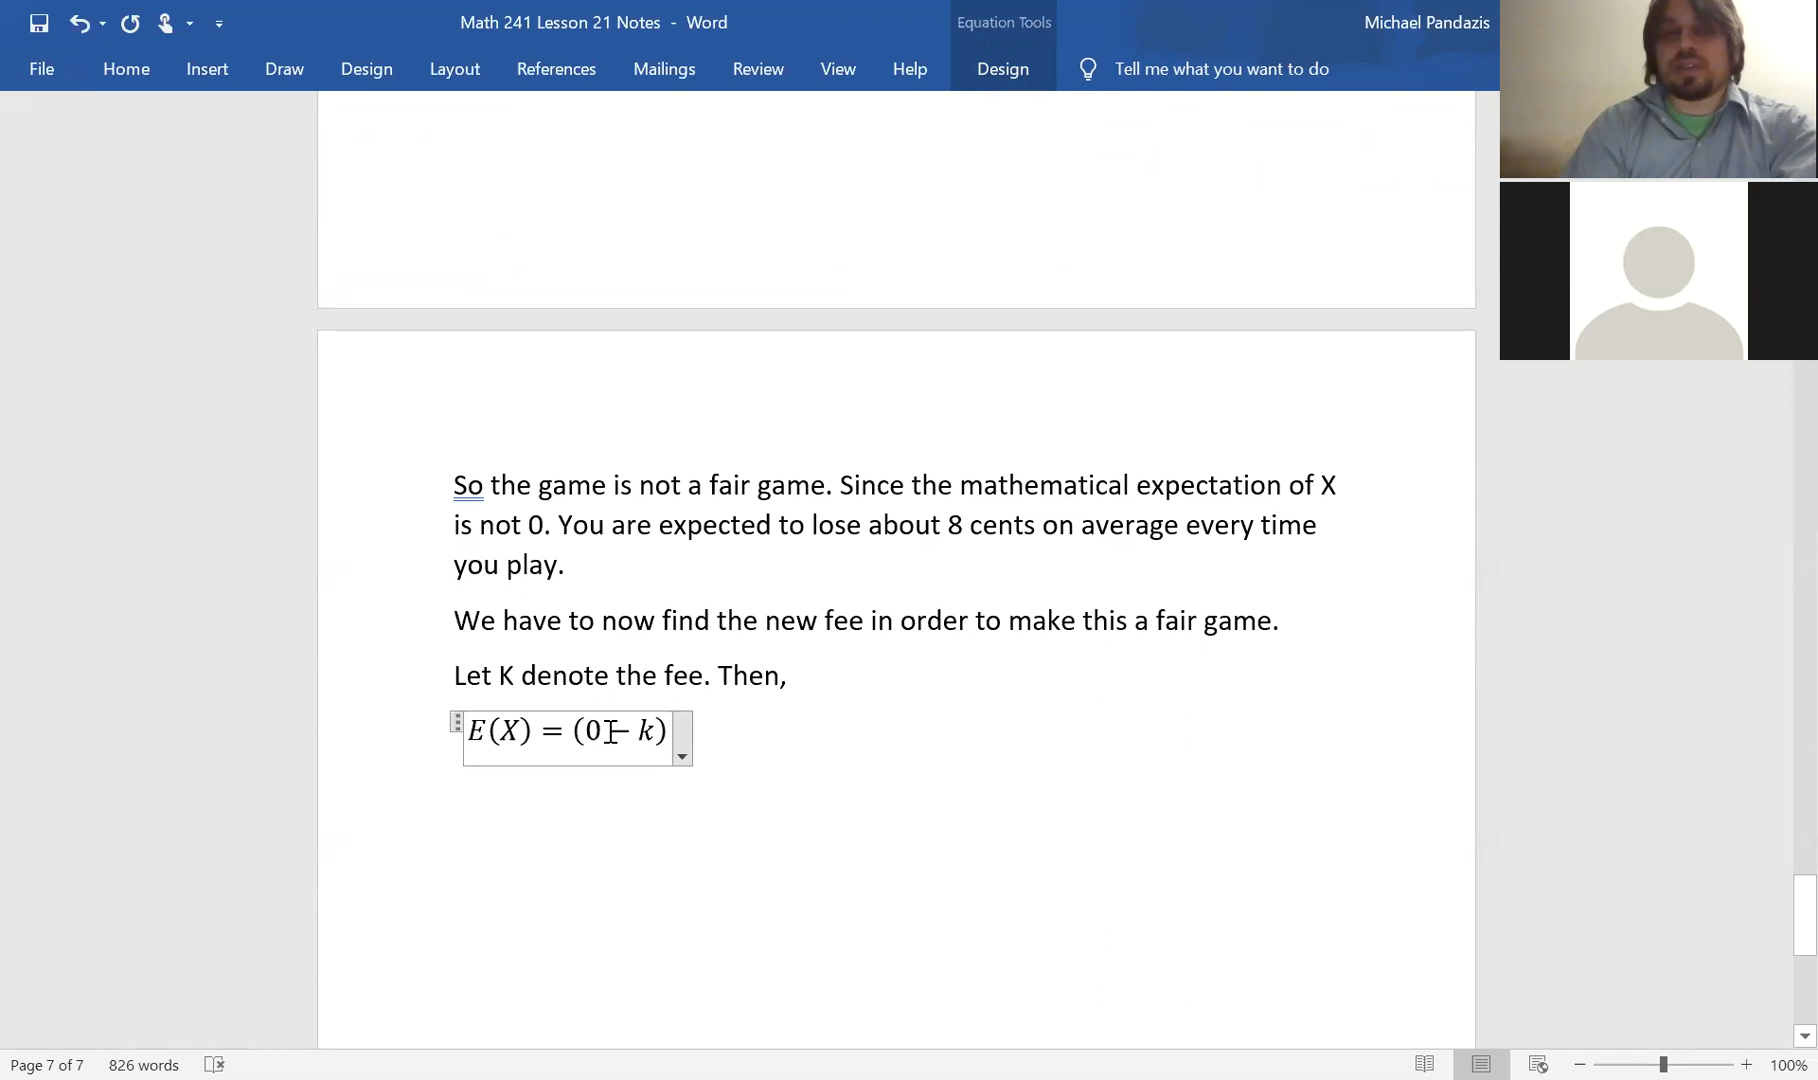 Math 241 Lesson 21 Notes - Word
Equation Tools
Michael Pandazis
File Home Insert Draw Design Layout References Mailings Review View Help Design Tell me what you want to do
So the game is not a fair game. Since the mathematical expectation of X
is not 0. You are expected to lose about 8 cents on average every time
you play.
We have to now find the new fee in order to make this a fair game.
Let K denote the fee. Then,
E(X) = (0 − k)
Page 7 of 7 826 words
100%